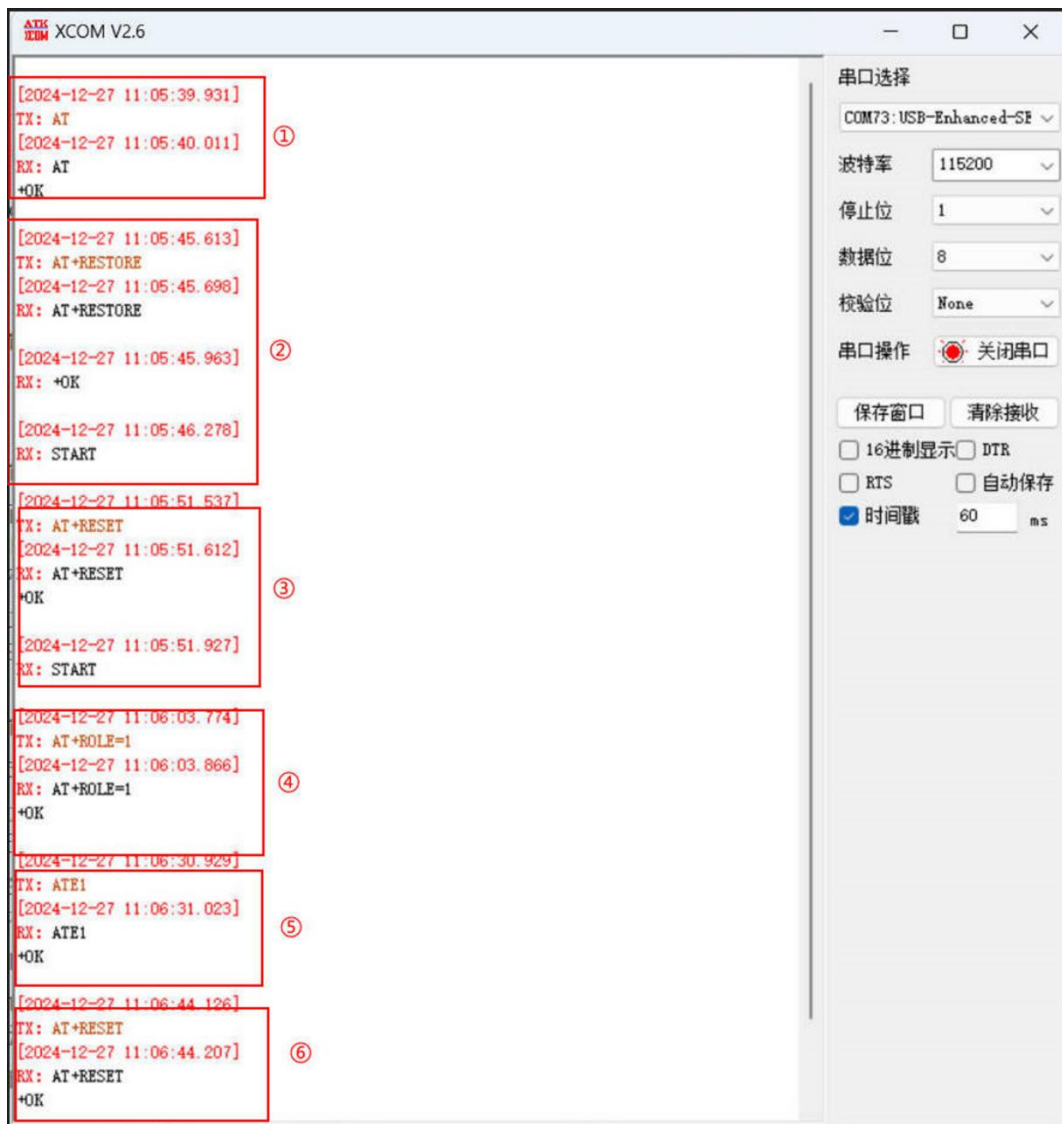 ATK XCOM XCOM V2.6
[2024-12-27 11:05:39.931]
TX: AT
[2024-12-27 11:05:40.011]
RX: AT
+OK
①
[2024-12-27 11:05:45.613]
TX: AT+RESTORE
[2024-12-27 11:05:45.698]
RX: AT+RESTORE
[2024-12-27 11:05:45.963]
RX: +OK
[2024-12-27 11:05:46.278]
RX: START
②
[2024-12-27 11:05:51.537]
TX: AT+RESET
[2024-12-27 11:05:51.612]
RX: AT+RESET
+OK
[2024-12-27 11:05:51.927]
RX: START
③
[2024-12-27 11:06:03.774]
TX: AT+ROLE=1
[2024-12-27 11:06:03.866]
RX: AT+ROLE=1
+OK
④
[2024-12-27 11:06:30.929]
TX: ATE1
[2024-12-27 11:06:31.023]
RX: ATE1
+OK
⑤
[2024-12-27 11:06:44.126]
TX: AT+RESET
[2024-12-27 11:06:44.207]
RX: AT+RESET
+OK
⑥
串口选择
COM73:USB-Enhanced-SE
波特率 115200
停止位 1
数据位 8
校验位 None
串口操作 关闭串口
保存窗口 清除接收
16进制显示 DTR
RTS 自动保存
时间戳 60 ms